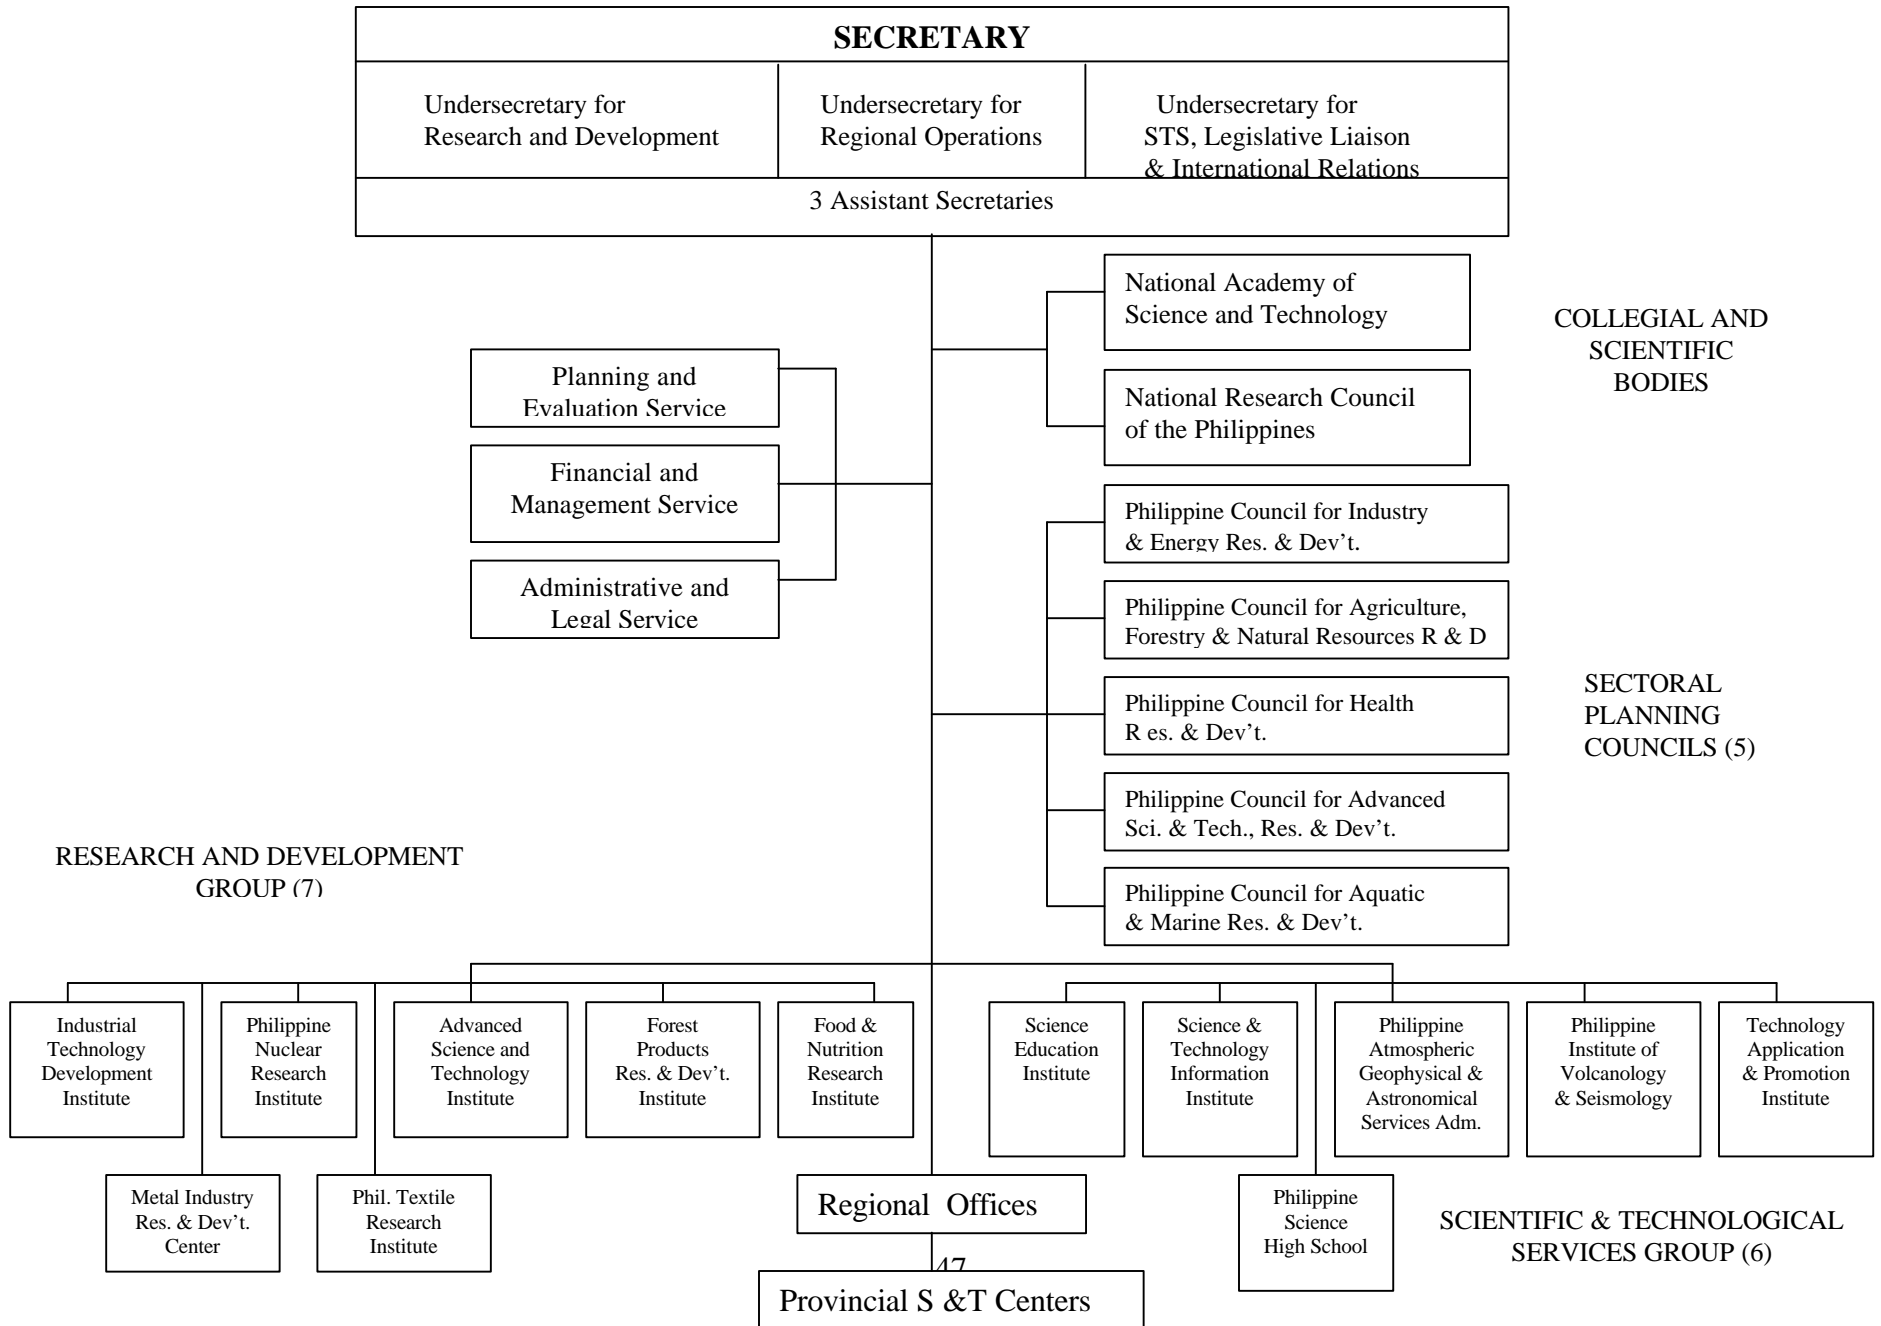 SECRETARY
Undersecretary for
Research and Development
Undersecretary for
Regional Operations
Undersecretary for
STS, Legislative Liaison
& International Relations
3 Assistant Secretaries
National Academy of
Science and Technology
National Research Council
of the Philippines
COLLEGIAL AND
SCIENTIFIC
BODIES
Planning and
Evaluation Service
Financial and
Management Service
Administrative and
Legal Service
Philippine Council for Industry
& Energy Res. & Dev’t.
Philippine Council for Agriculture,
Forestry & Natural Resources R & D
Philippine Council for Health
R es. & Dev’t.
Philippine Council for Advanced
Sci. & Tech., Res. & Dev’t.
Philippine Council for Aquatic
& Marine Res. & Dev’t.
SECTORAL
PLANNING
COUNCILS (5)
RESEARCH AND DEVELOPMENT
GROUP (7)
Industrial
Technology
Development
Institute
Philippine
Nuclear
Research
Institute
Advanced
Science and
Technology
Institute
Forest
Products
Res. & Dev’t.
Institute
Food &
Nutrition
Research
Institute
Science
Education
Institute
Science &
Technology
Information
Institute
Philippine
Atmospheric
Geophysical &
Astronomical
Services Adm.
Philippine
Institute of
Volcanology
& Seismology
Technology
Application
& Promotion
Institute
Metal Industry
Res. & Dev’t.
Center
Phil. Textile
Research
Institute
Regional Offices
Philippine
Science
High School
SCIENTIFIC & TECHNOLOGICAL
SERVICES GROUP (6)
47
Provincial S &T Centers